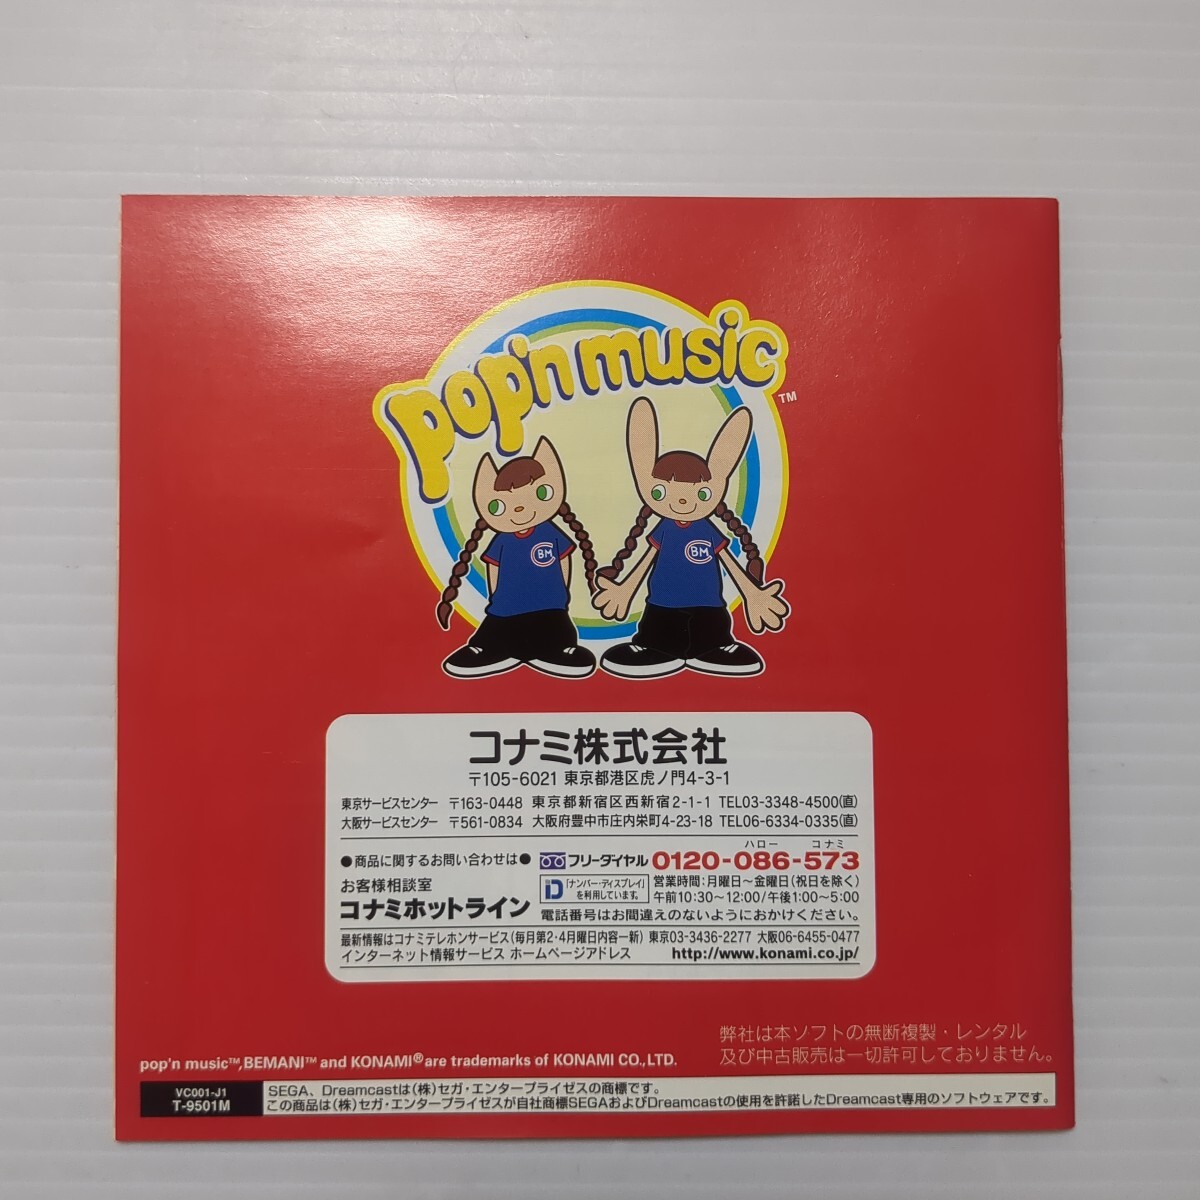 pop'n music™
BM
BM
コナミ株式会社
〒105-6021 東京都港区虎ノ門4-3-1
東京サービスセンター 〒163-0448 東京都新宿区西新宿2-1-1 TEL03-3348-4500(直)
大阪サービスセンター 〒561-0834 大阪府豊中市庄内栄町4-23-18 TEL06-6334-0335(直)
ハロー コナミ
●商品に関するお問い合わせは● フリーダイヤル 0120-086-573
お客様相談室
コナミホットライン
iD 「ナンバー・ディスプレイ」を利用しています。
営業時間:月曜日〜金曜日(祝日を除く)
午前10:30〜12:00/午後1:00〜5:00
電話番号はお間違えのないようにおかけください。
最新情報はコナミテレホンサービス(毎月第2・4月曜日内容一新) 東京03-3436-2277 大阪06-6455-0477
インターネット情報サービス ホームページアドレス http://www.konami.co.jp/
弊社は本ソフトの無断複製・レンタル
及び中古販売は一切許可しておりません。
pop'n music™,BEMANI™ and KONAMI® are trademarks of KONAMI CO.,LTD.
VC001-J1
T-9501M
SEGA、Dreamcastは(株)セガ・エンタープライゼスの商標です。
この商品は(株)セガ・エンタープライゼスが自社商標SEGAおよびDreamcastの使用を許諾したDreamcast専用のソフトウェアです。